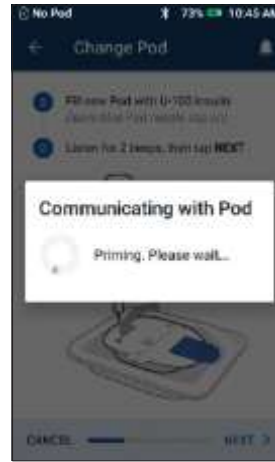 No Pod
73% 10:45 AM
Change Pod
Fill new Pod with U-100 insulin
Listen for 2 beeps, then tap NEXT
Communicating with Pod
Priming. Please wait...
CANCEL
NEXT